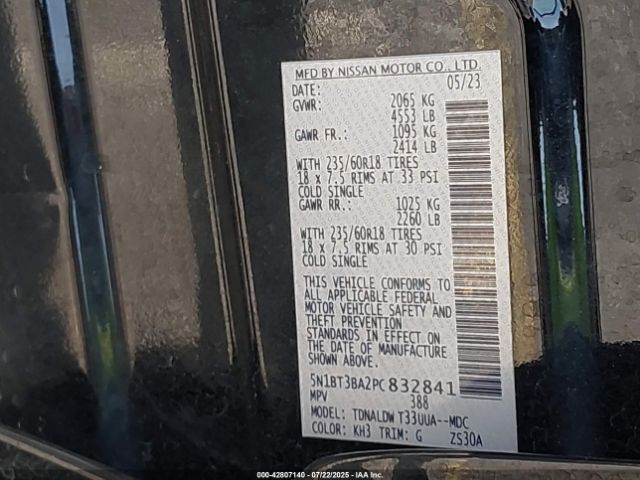 MFD BY NISSAN MOTOR CO., LTD.
DATE: 05/23
GVWR: 2065 KG
4553 LB
GAWR FR.: 1095 KG
2414 LB
WITH 235/60R18 TIRES
18 x 7.5 RIMS AT 33 PSI
COLD SINGLE
GAWR RR.: 1025 KG
2260 LB
WITH 235/60R18 TIRES
18 x 7.5 RIMS AT 30 PSI
COLD SINGLE
THIS VEHICLE CONFORMS TO
ALL APPLICABLE FEDERAL
MOTOR VEHICLE SAFETY AND
THEFT PREVENTION
STANDARDS IN EFFECT ON
THE DATE OF MANUFACTURE
SHOWN ABOVE.
5N1BT3BA2PC832841
MPV 388
MODEL: TDNALDW T33UUA--MDC
COLOR: KH3 TRIM: G ZS30A
000-42807140 - 07/22/2025 - IAA Inc.